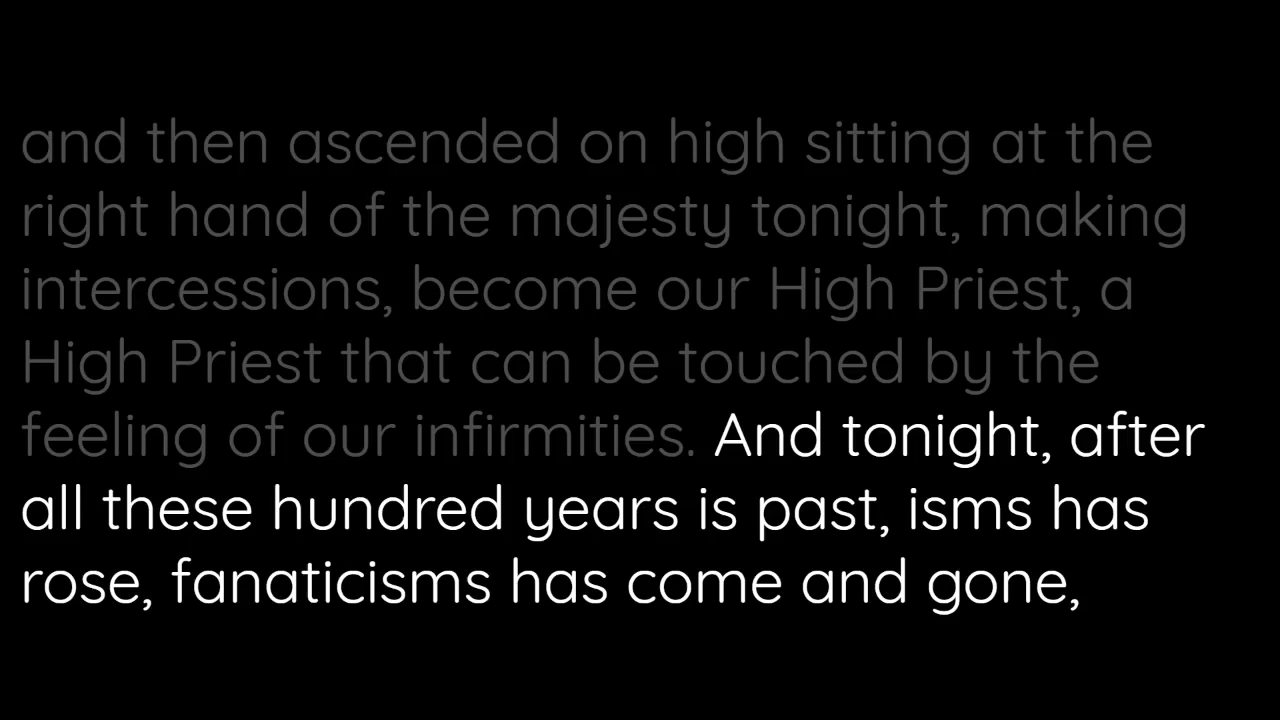 and then ascended on high sitting at the
right hand of the majesty tonight, making
intercessions, become our High Priest, a
High Priest that can be touched by the
feeling of our infirmities. And tonight, after
all these hundred years is past, isms has
rose, fanaticisms has come and gone,